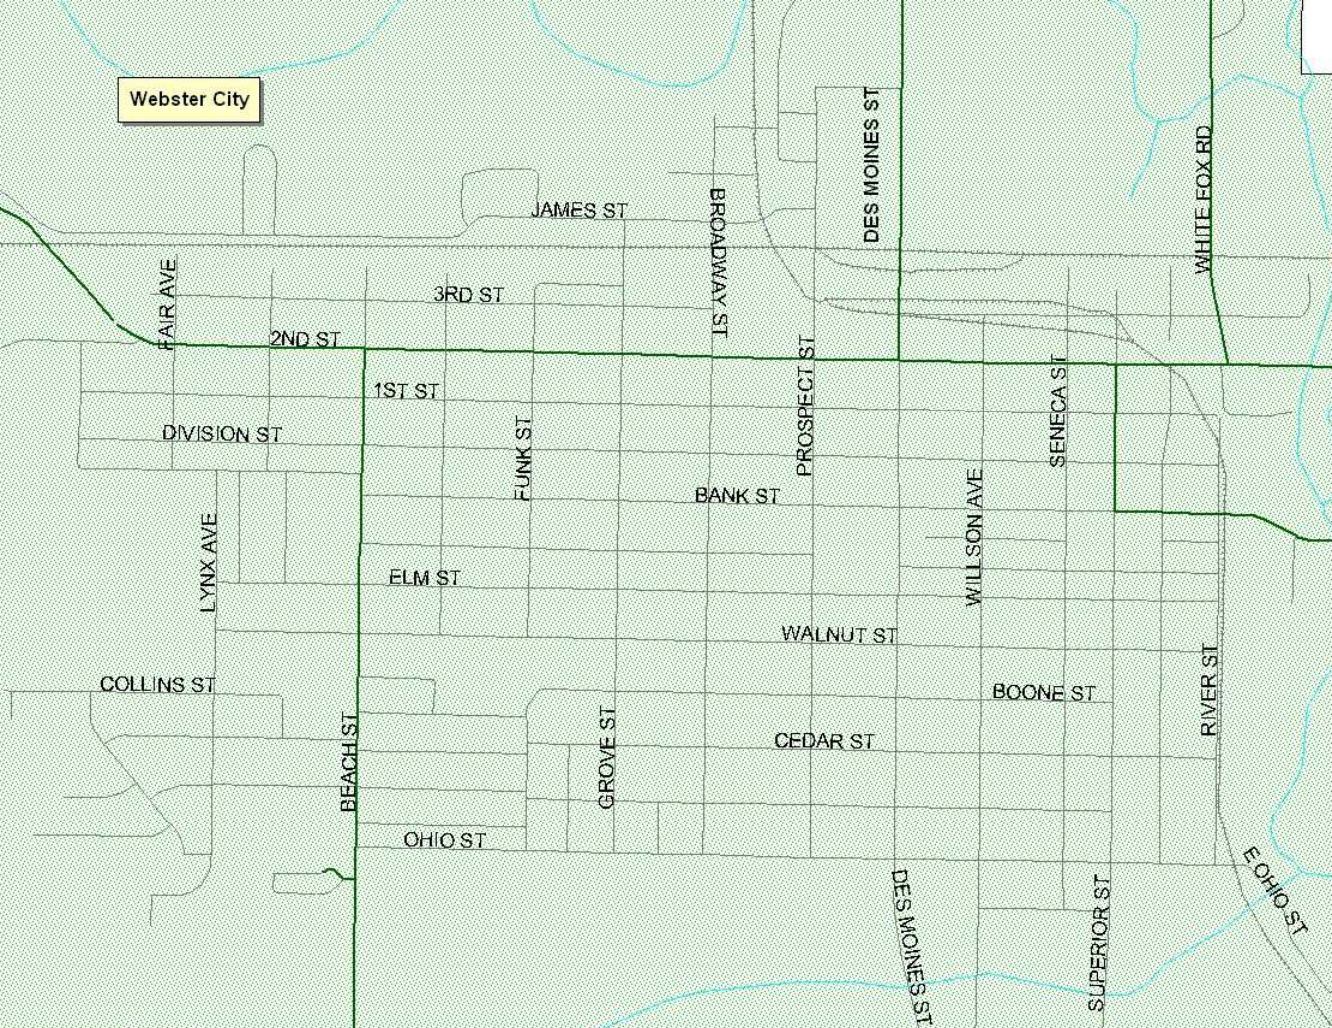 Webster City
DES MOINES ST
WHITE FOX RD
JAMES ST
BROADWAY ST
FAIR AVE
3RD ST
2ND ST
1ST ST
PROSPECT ST
SENECA ST
DIVISION ST
FUNK ST
BANK ST
WILLSON AVE
LYNX AVE
ELM ST
WALNUT ST
COLLINS ST
BOONE ST
RIVER ST
BEACH ST
GROVE ST
CEDAR ST
OHIO ST
E OHIO ST
DES MOINES ST
SUPERIOR ST